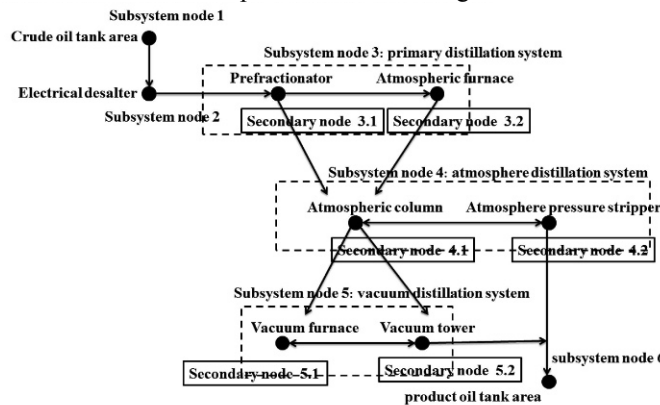 Subsystem node 1
Crude oil tank area
Subsystem node 3: primary distillation system
Prefractionator
Atmospheric furnace
Electrical desalter
Subsystem node 2
Secondary node 3.1
Secondary node 3.2
Subsystem node 4: atmosphere distillation system
Atmospheric column
Atmosphere pressure stripper
Secondary node 4.1
Secondary node 4.2
Subsystem node 5: vacuum distillation system
Vacuum furnace
Vacuum tower
subsystem node 6
Secondary node 5.1
Secondary node 5.2
product oil tank area